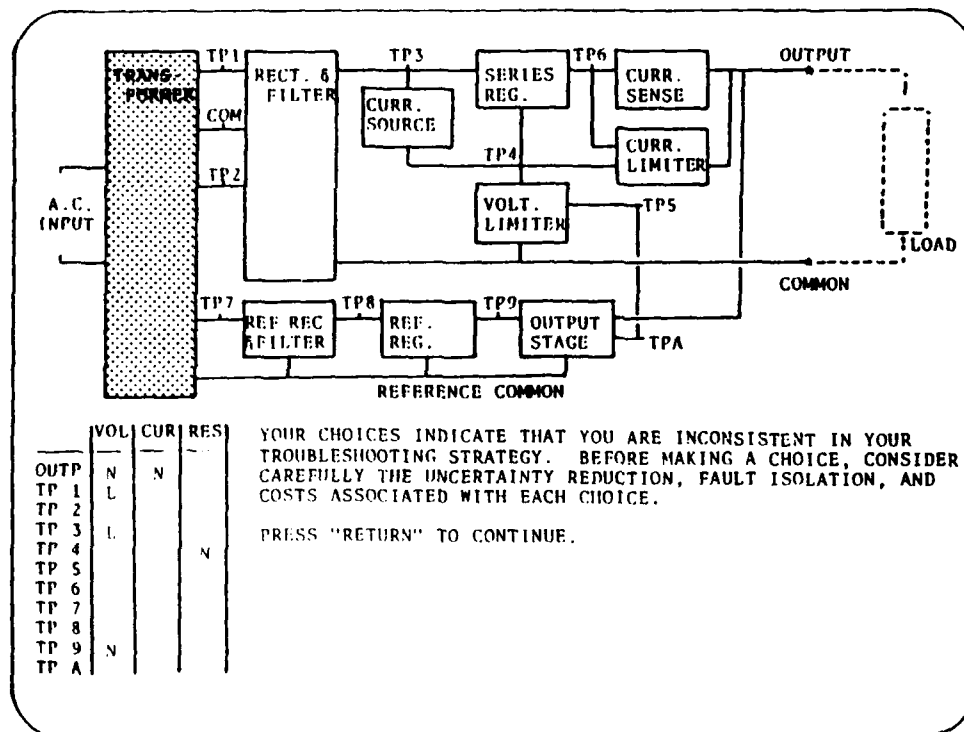 TP1 TP3 TP6 OUTPUT
TRANS-
FORMER
RECT. &
FILTER
SERIES
REG.
CURR.
SENSE
CURR.
SOURCE
COM
TP4
CURR.
LIMITER
TP2
A.C.
INPUT
VOLT.
LIMITER
TP5
LOAD
COMMON
TP7 TP8 TP9
REF REC
&FILTER
REF.
REG.
OUTPUT
STAGE
TPA
REFERENCE COMMON
VOL CUR RES
OUTP N N
TP 1 L
TP 2
TP 3 L
TP 4 N
TP 5
TP 6
TP 7
TP 8
TP 9 N
TP A
YOUR CHOICES INDICATE THAT YOU ARE INCONSISTENT IN YOUR
TROUBLESHOOTING STRATEGY. BEFORE MAKING A CHOICE, CONSIDER
CAREFULLY THE UNCERTAINTY REDUCTION, FAULT ISOLATION, AND
COSTS ASSOCIATED WITH EACH CHOICE.
PRESS "RETURN" TO CONTINUE.